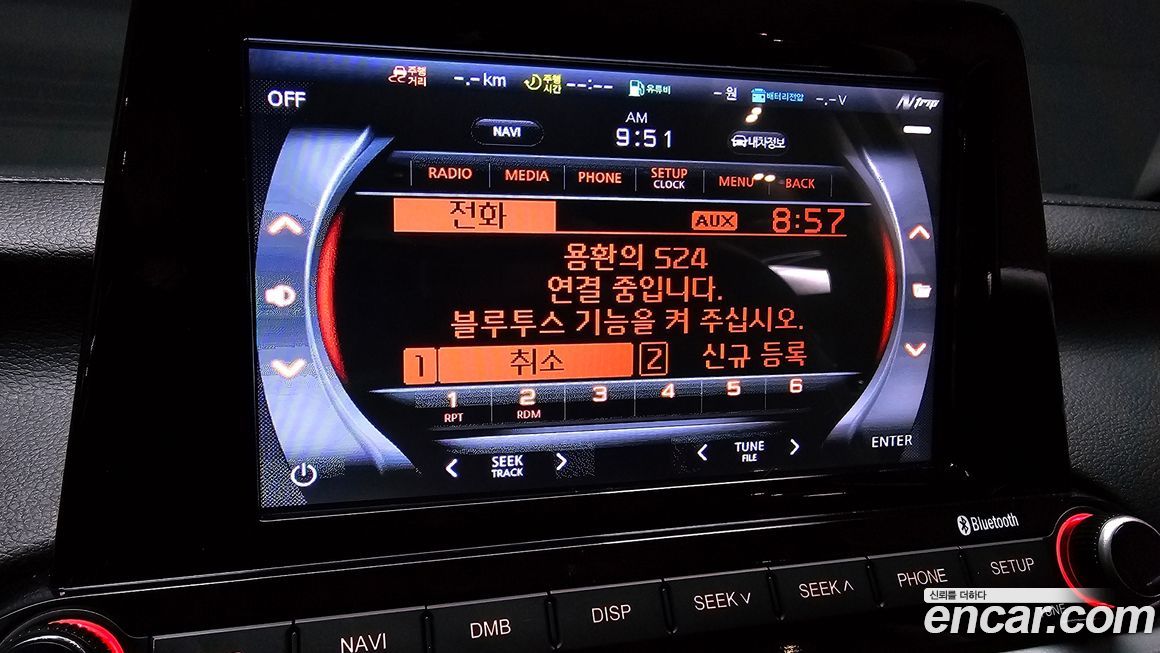 주행거리 -.-km 주행시간 --:-- 유류비 -원 배터리전압 -.-V
OFF
trip
AM
NAVI 9:51 내차정보
RADIO MEDIA PHONE SETUP CLOCK MENU BACK
전화 AUX 8:57
용환의 S24
연결 중입니다.
블루투스 기능을 켜 주십시오.
1 취소 2 신규 등록
1 2 3 4 5 6
RPT RDM
SEEK TRACK TUNE FILE ENTER
Bluetooth
NAVI DMB DISP SEEK∨ SEEK∧ PHONE SETUP
신뢰를 더하다
encar.com